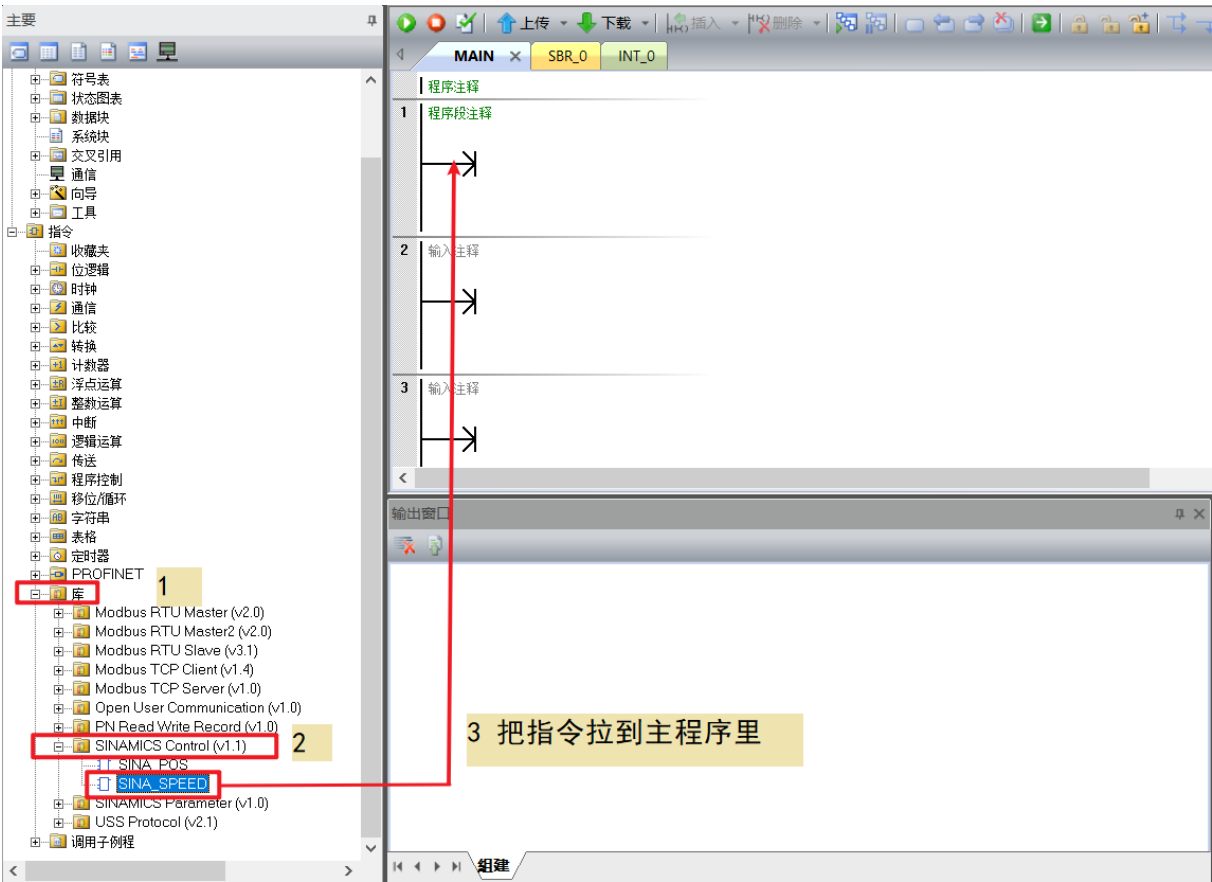 主要
上传
下载
插入
删除
MAIN
SBR_0
INT_0
符号表
状态图表
数据块
系统块
交叉引用
通信
向导
工具
指令
收藏夹
位逻辑
时钟
通信
比较
转换
计数器
浮点运算
整数运算
中断
逻辑运算
传送
程序控制
移位/循环
字符串
表格
定时器
PROFINET
1
库
Modbus RTU Master (v2.0)
Modbus RTU Master2 (v2.0)
Modbus RTU Slave (v3.1)
Modbus TCP Client (v1.4)
Modbus TCP Server (v1.0)
Open User Communication (v1.0)
PN Read Write Record (v1.0)
SINAMICS Control (v1.1)
2
SINA_POS
SINA_SPEED
SINAMICS Parameter (v1.0)
USS Protocol (v2.1)
调用子例程
程序注释
1 程序段注释
2 输入注释
3 输入注释
输出窗口
3 把指令拉到主程序里
组建